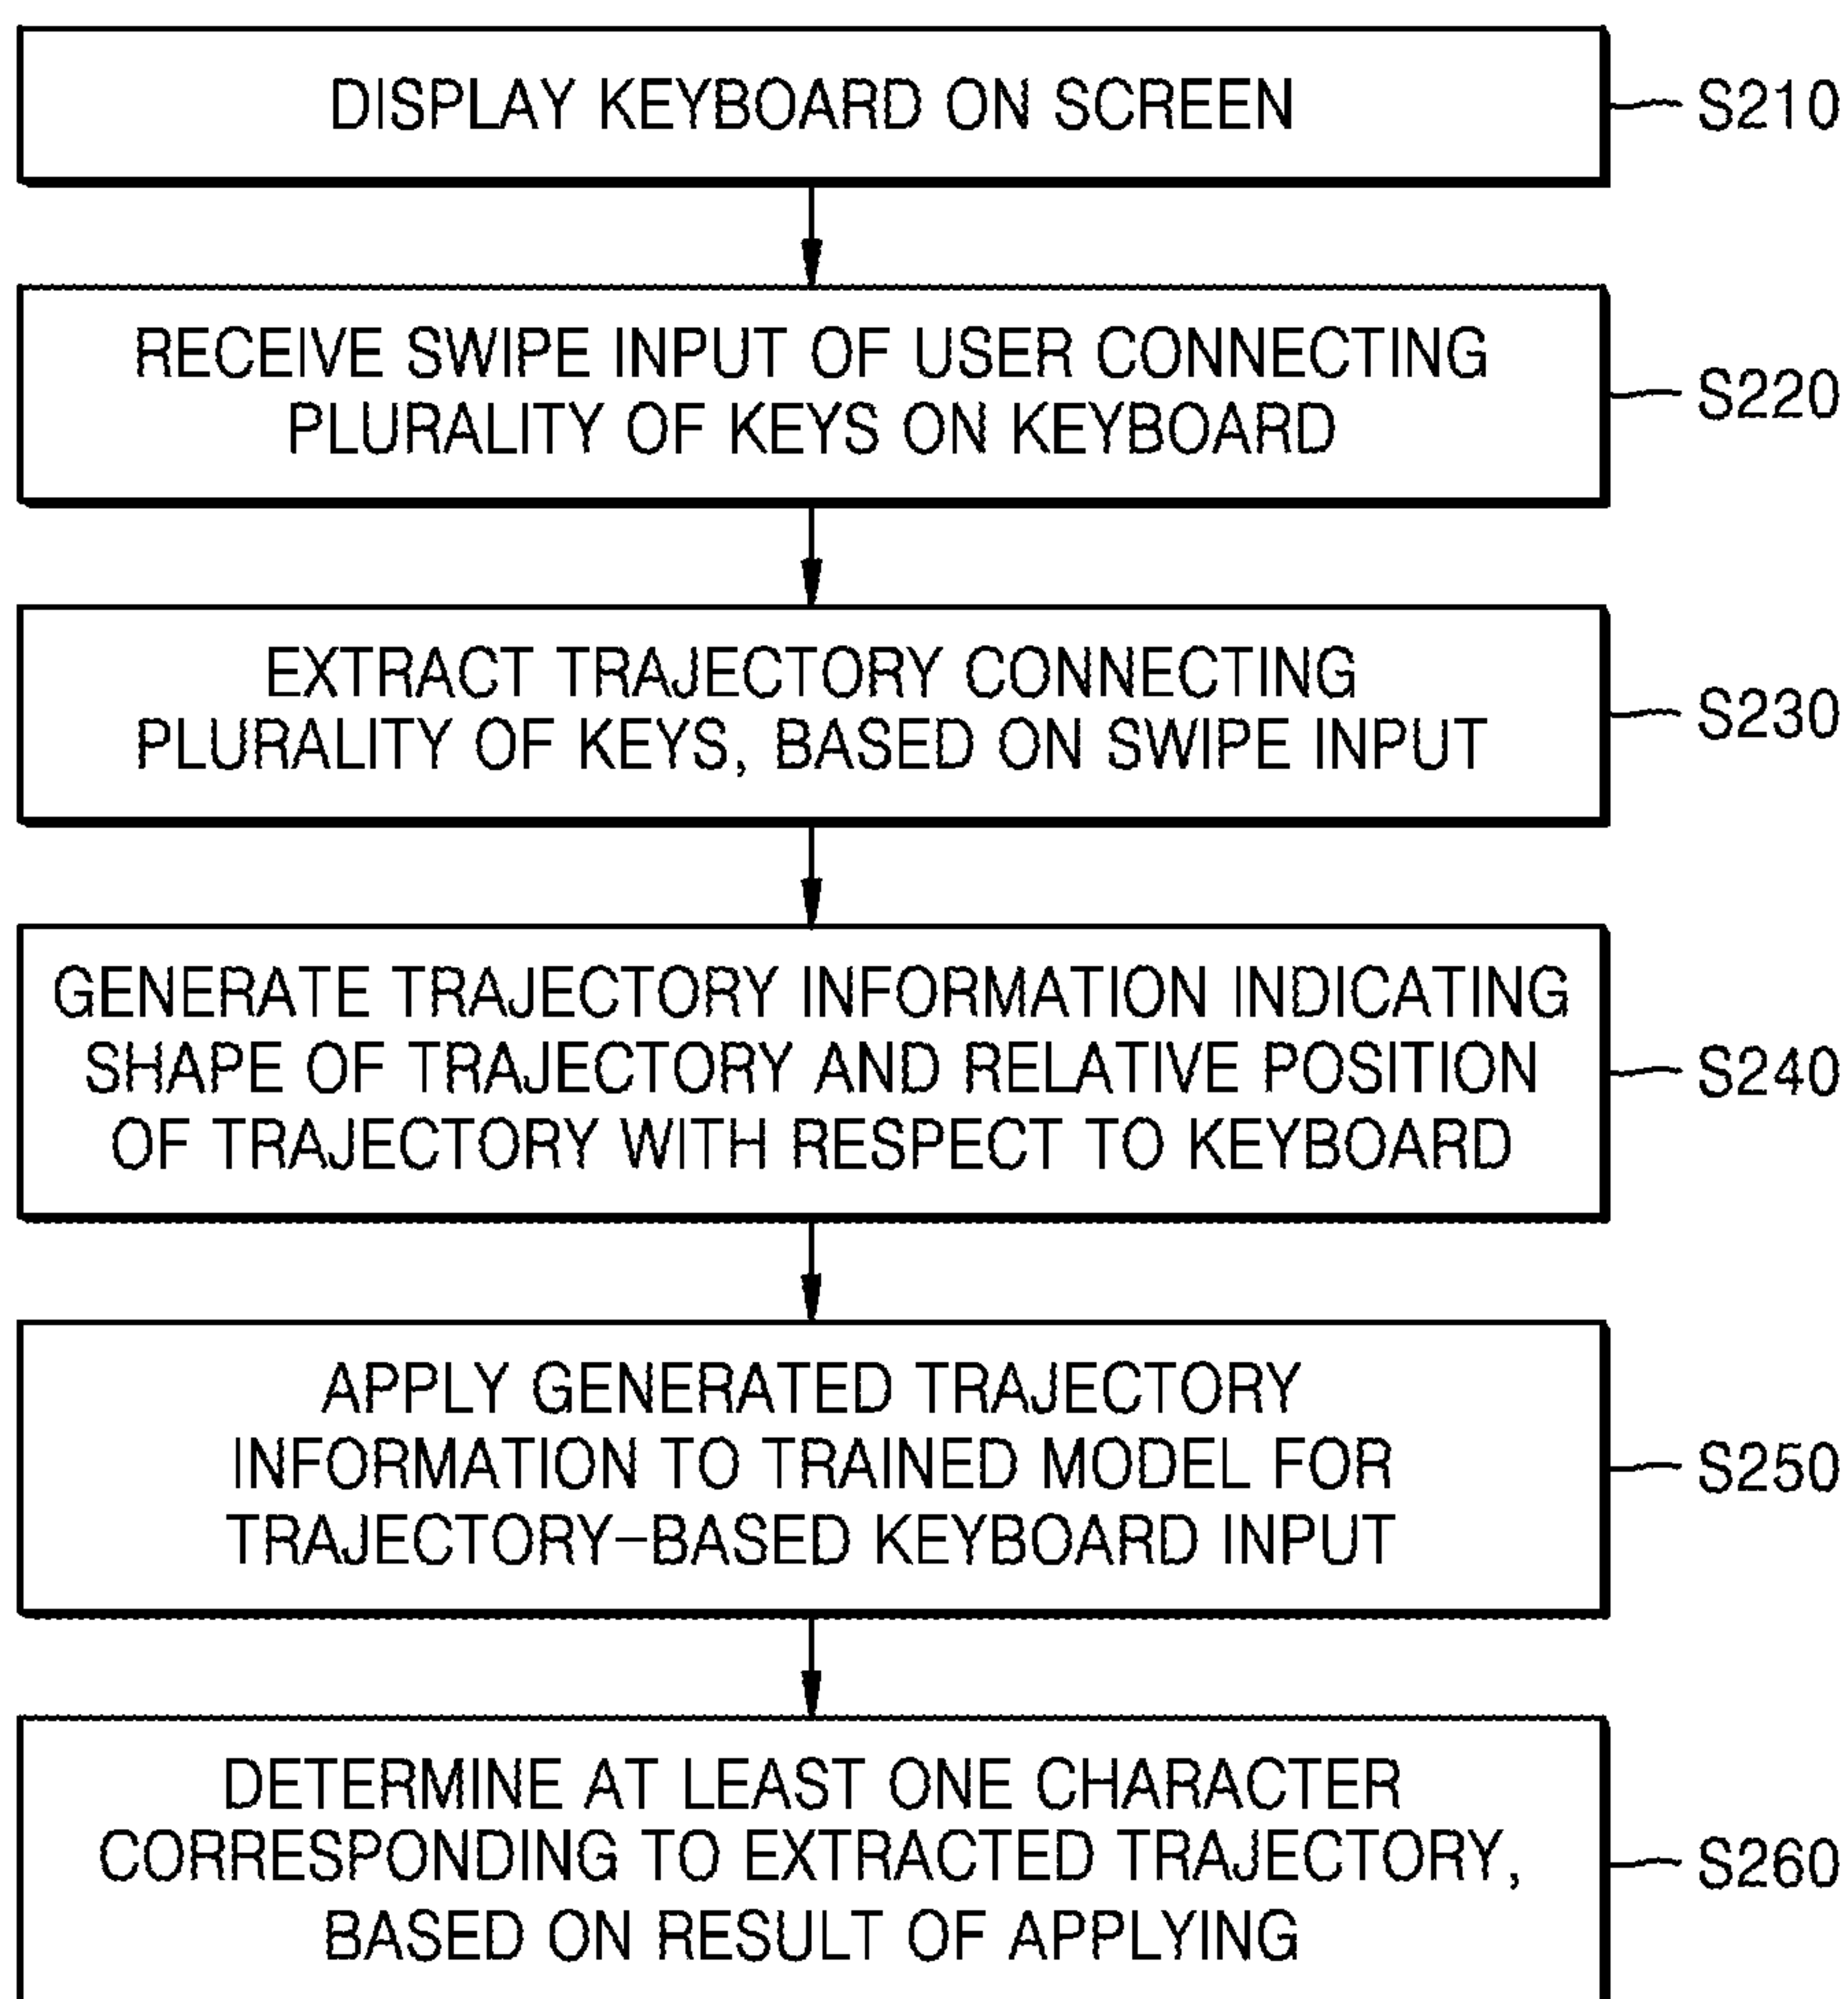 DISPLAY KEYBOARD ON SCREEN
S210
RECEIVE SWIPE INPUT OF USER CONNECTING
PLURALITY OF KEYS ON KEYBOARD
S220
EXTRACT TRAJECTORY CONNECTING
PLURALITY OF KEYS, BASED ON SWIPE INPUT
S230
GENERATE TRAJECTORY INFORMATION INDICATING
SHAPE OF TRAJECTORY AND RELATIVE POSITION
OF TRAJECTORY WITH RESPECT TO KEYBOARD
S240
APPLY GENERATED TRAJECTORY
INFORMATION TO TRAINED MODEL FOR
TRAJECTORY-BASED KEYBOARD INPUT
S250
DETERMINE AT LEAST ONE CHARACTER
CORRESPONDING TO EXTRACTED TRAJECTORY,
BASED ON RESULT OF APPLYING
S260